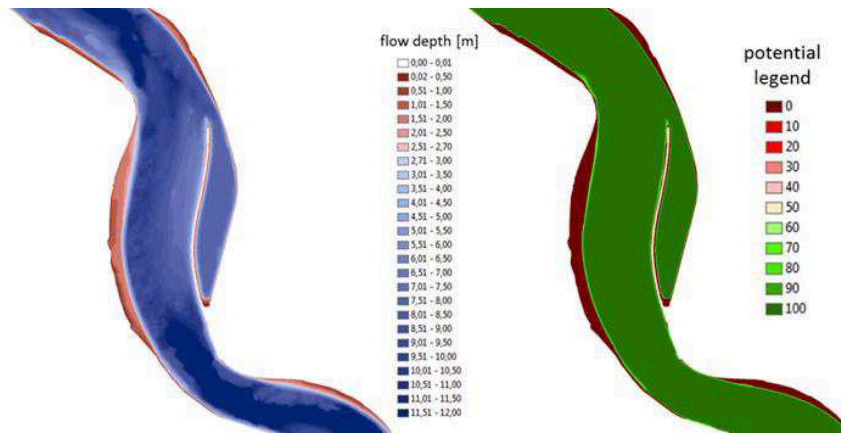 flow depth [m]
0,00 - 0,01
0,02 - 0,50
0,51 - 1,00
1,01 - 1,50
1,51 - 2,00
2,01 - 2,50
2,51 - 2,70
2,71 - 3,00
3,01 - 3,50
3,51 - 4,00
4,01 - 4,50
4,51 - 5,00
5,01 - 5,50
5,51 - 6,00
6,01 - 6,50
6,51 - 7,00
7,01 - 7,50
7,51 - 8,00
8,01 - 8,50
8,51 - 9,00
9,01 - 9,50
9,51 - 10,00
10,01 - 10,50
10,51 - 11,00
11,01 - 11,50
11,51 - 12,00
potential
legend
0
10
20
30
40
50
60
70
80
90
100